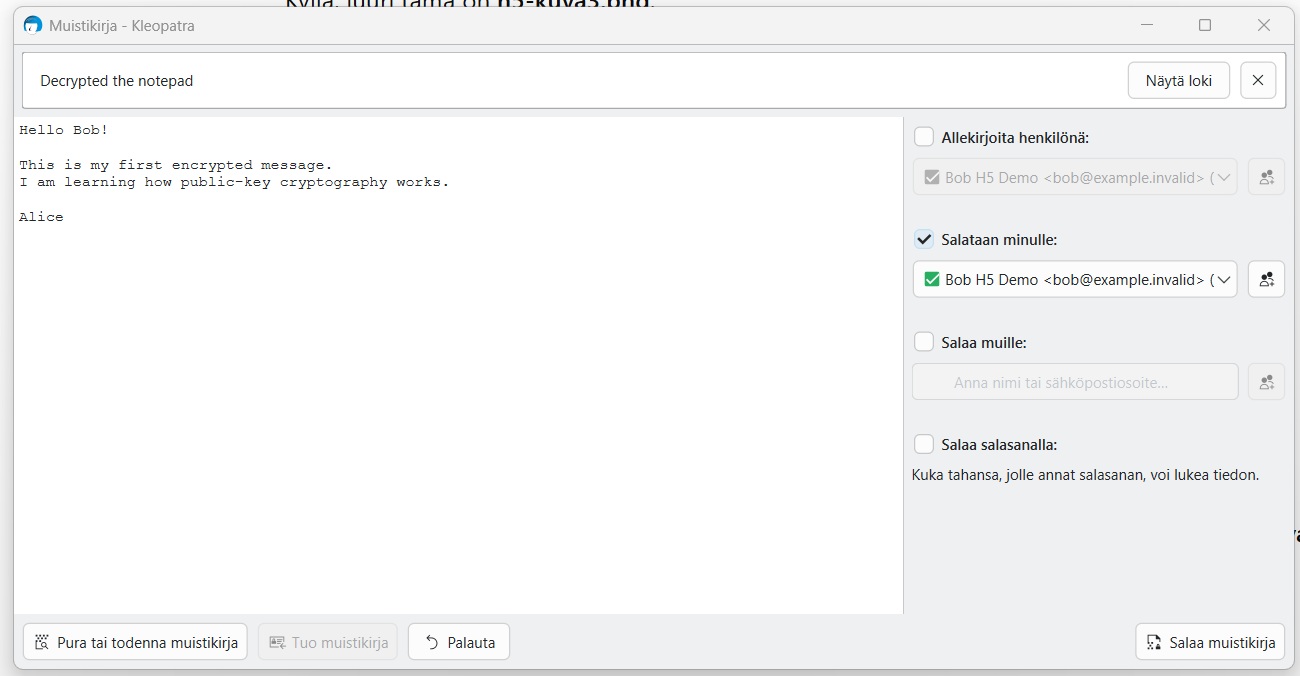 Muistikirja - Kleopatra
Decrypted the notepad
Näytä loki
Hello Bob!
This is my first encrypted message.
I am learning how public-key cryptography works.
Alice
Allekirjoita henkilönä:
Bob H5 Demo <bob@example.invalid> (
Salataan minulle:
Bob H5 Demo <bob@example.invalid> (
Salaa muille:
Anna nimi tai sähköpostiosoite...
Salaa salasanalla:
Kuka tahansa, jolle annat salasanan, voi lukea tiedon.
Pura tai todenna muistikirja
Tuo muistikirja
Palauta
Salaa muistikirja